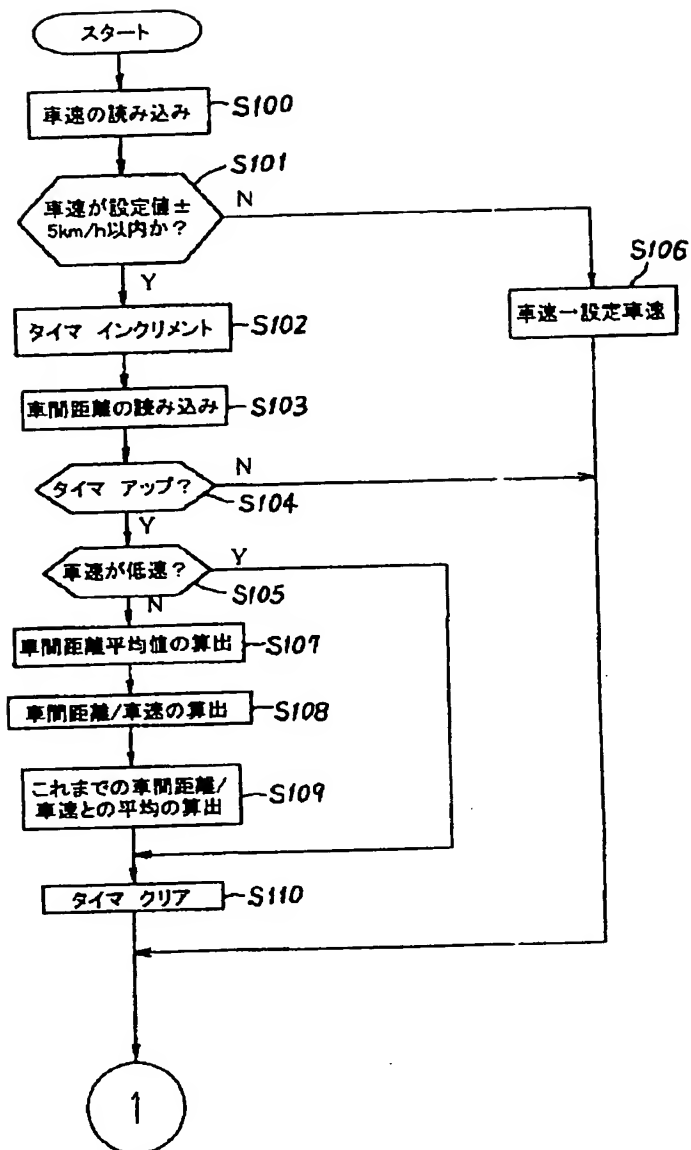 スタート
車速の読み込み
S100
S101
車速が設定値±
5km/h以内か?
N
Y
S106
車速→設定車速
タイマ インクリメント
S102
車間距離の読み込み
S103
タイマ アップ?
N
S104
Y
車速が低速?
Y
S105
N
車間距離平均値の算出
S107
車間距離/車速の算出
S108
これまでの車間距離/
車速との平均の算出
S109
タイマ クリア
S110
1